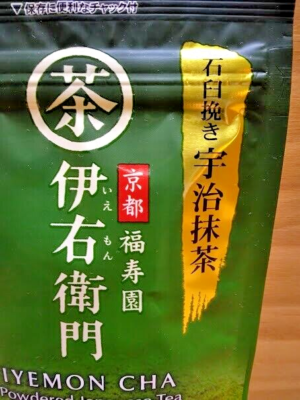 ▼保存に便利なチャック付
茶
石臼挽き 宇治抹茶
京都
福寿園
伊右衛門
いえもん
IYEMON CHA
Powdered Japanese Tea